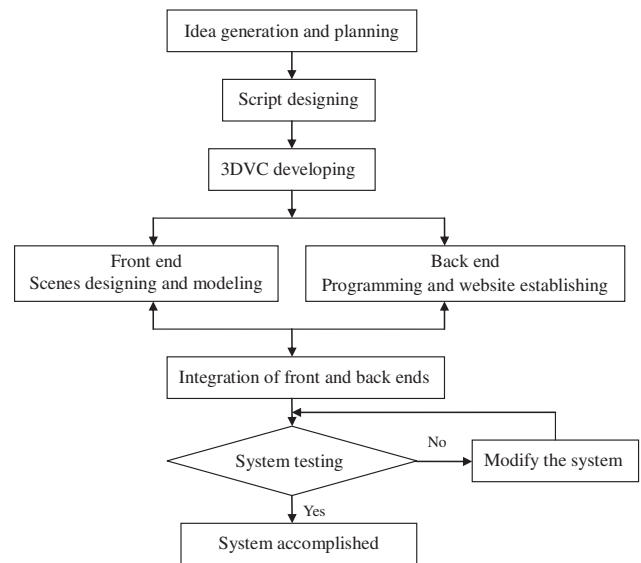 Idea generation and planning
Script designing
3DVC developing
Front end
Scenes designing and modeling
Back end
Programming and website establishing
Integration of front and back ends
System testing
No
Modify the system
Yes
System accomplished